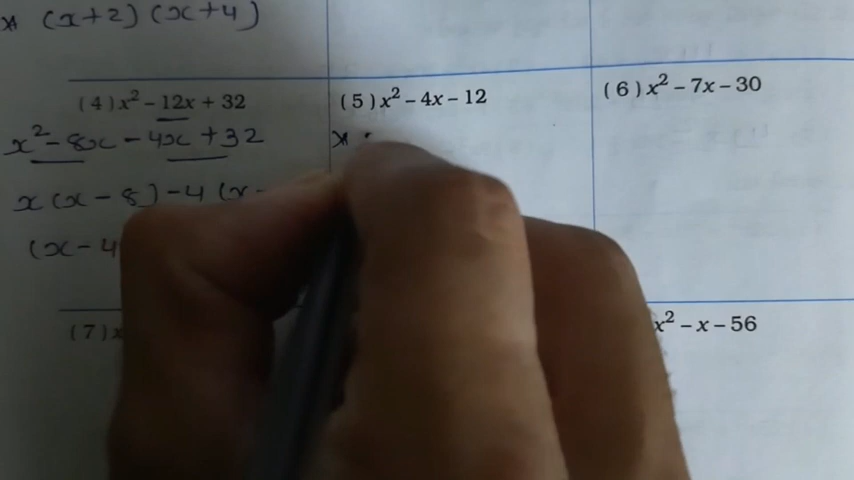 (x+2) (x+4)
(4) x² - 12x + 32
x² - 8x - 4x + 32
x(x - 8) - 4 (x -
(x - 4
(5) x² - 4x - 12
(6) x² - 7x - 30
(7) x
x² - x - 56